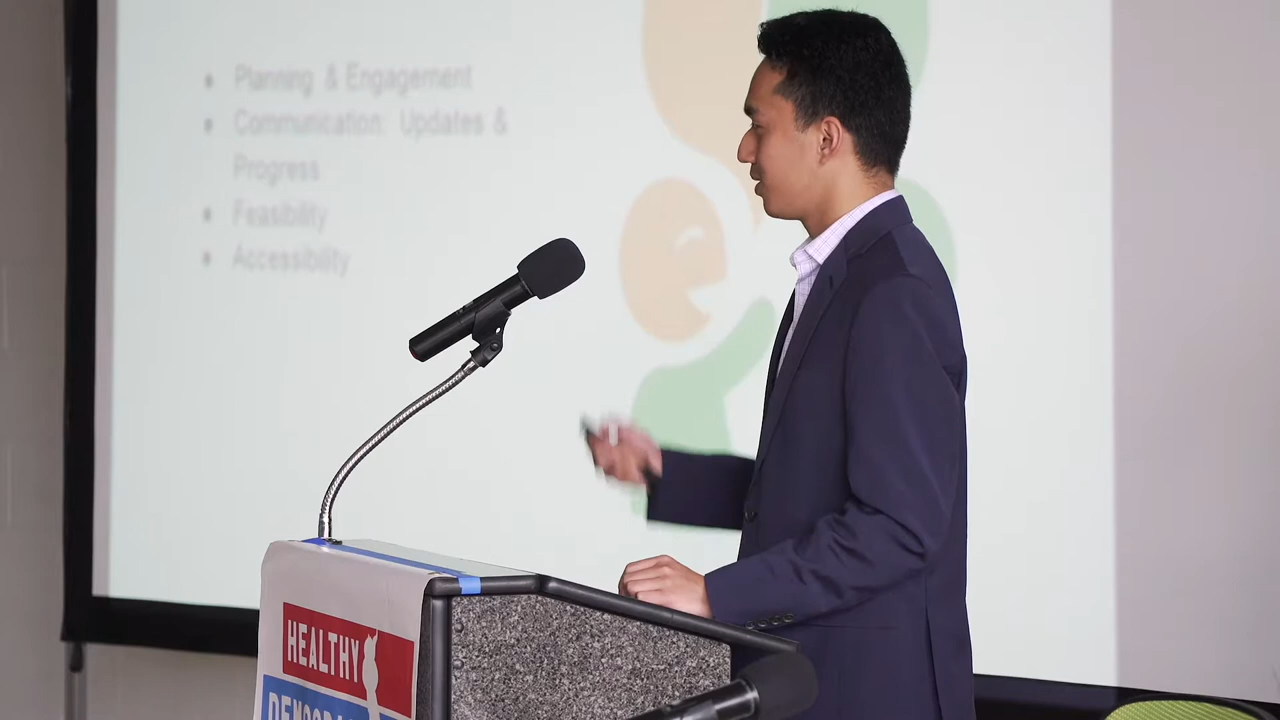 Planning & Engagement
Communication: Updates &
Progress
Feasibility
Accessibility
HEALTHY